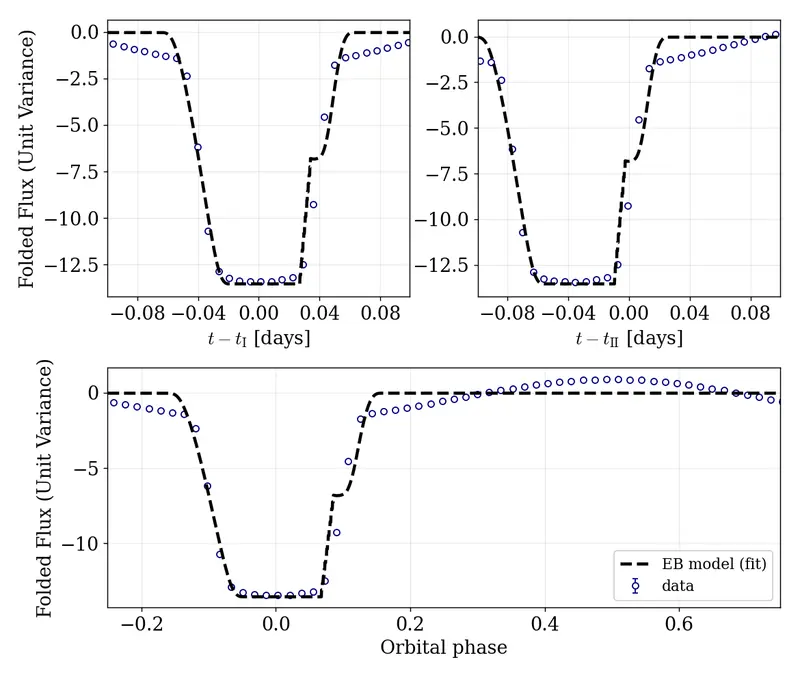 Folded Flux (Unit Variance)
0.0
−2.5
−5.0
−7.5
−10.0
−12.5
−0.08 −0.04 0.00 0.04 0.08
t − t_I [days]
0.0
−2.5
−5.0
−7.5
−10.0
−12.5
−0.08 −0.04 0.00 0.04 0.08
t − t_II [days]
Folded Flux (Unit Variance)
0
−5
−10
−0.2 0.0 0.2 0.4 0.6
Orbital phase
EB model (fit)
data